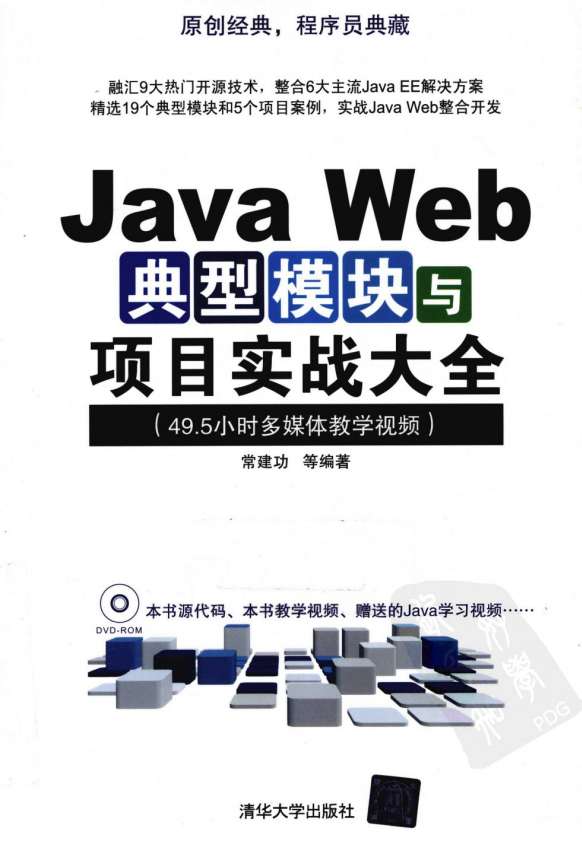 原创经典，程序员典藏
融汇9大热门开源技术，整合6大主流Java EE解决方案
精选19个典型模块和5个项目案例，实战Java Web整合开发
Java Web
典型模块与
项目实战大全
（49.5小时多媒体教学视频）
常建功 等编著
DVD-ROM
本书源代码、本书教学视频、赠送的Java学习视频……
PDG
清华大学出版社